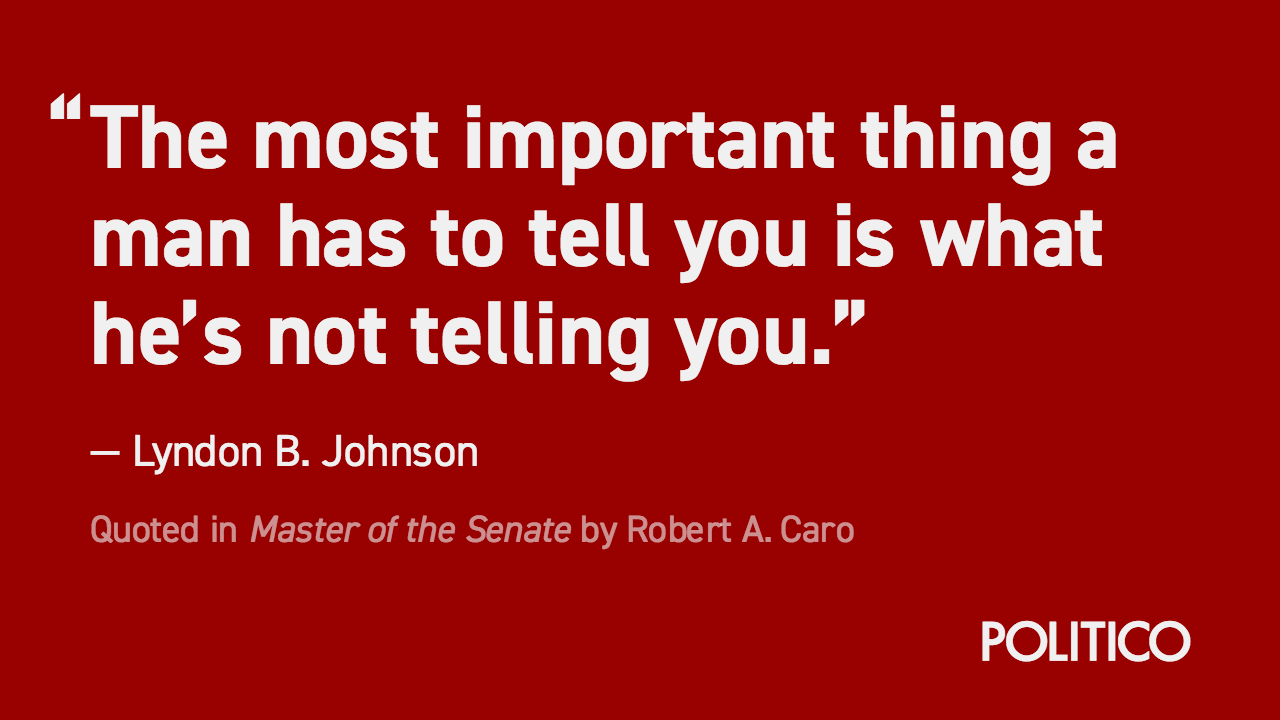 “The most important thing a
man has to tell you is what
he’s not telling you.”
— Lyndon B. Johnson
Quoted in Master of the Senate by Robert A. Caro
POLITICO